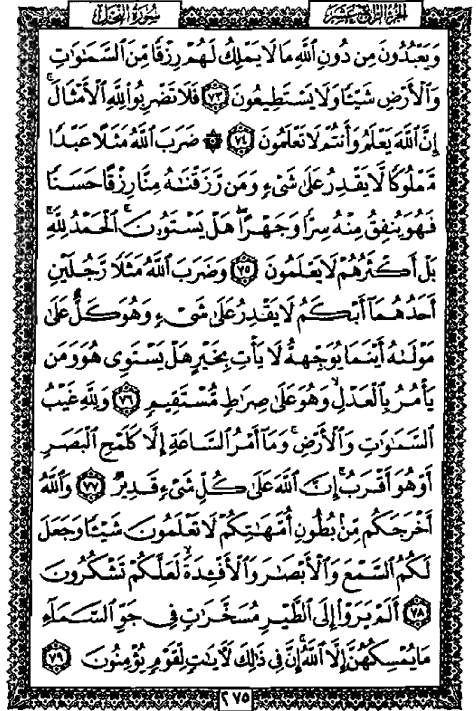 الجزء الرابع عشر
سورة النحل
وَيَعْبُدُونَ مِن دُونِ ٱللَّهِ مَا لَا يَمْلِكُ لَهُمْ رِزْقًا مِّنَ ٱلسَّمَٰوَٰتِ
وَٱلْأَرْضِ شَيْـًٔا وَلَا يَسْتَطِيعُونَ ٧٣ فَلَا تَضْرِبُوا۟ لِلَّهِ ٱلْأَمْثَالَ ۚ
إِنَّ ٱللَّهَ يَعْلَمُ وَأَنتُمْ لَا تَعْلَمُونَ ٧٤ ۞ ضَرَبَ ٱللَّهُ مَثَلًا عَبْدًا
مَّمْلُوكًا لَّا يَقْدِرُ عَلَىٰ شَىْءٍ وَمَن رَّزَقْنَٰهُ مِنَّا رِزْقًا حَسَنًا
فَهُوَ يُنفِقُ مِنْهُ سِرًّا وَجَهْرًا ۖ هَلْ يَسْتَوُۥنَ ۚ ٱلْحَمْدُ لِلَّهِ ۚ
بَلْ أَكْثَرُهُمْ لَا يَعْلَمُونَ ٧٥ وَضَرَبَ ٱللَّهُ مَثَلًا رَّجُلَيْنِ
أَحَدُهُمَآ أَبْكَمُ لَا يَقْدِرُ عَلَىٰ شَىْءٍ وَهُوَ كَلٌّ عَلَىٰ
مَوْلَىٰهُ أَيْنَمَا يُوَجِّههُّ لَا يَأْتِ بِخَيْرٍ ۖ هَلْ يَسْتَوِى هُوَ وَمَن
يَأْمُرُ بِٱلْعَدْلِ ۙ وَهُوَ عَلَىٰ صِرَٰطٍ مُّسْتَقِيمٍ ٧٦ وَلِلَّهِ غَيْبُ
ٱلسَّمَٰوَٰتِ وَٱلْأَرْضِ ۚ وَمَآ أَمْرُ ٱلسَّاعَةِ إِلَّا كَلَمْحِ ٱلْبَصَرِ
أَوْ هُوَ أَقْرَبُ ۚ إِنَّ ٱللَّهَ عَلَىٰ كُلِّ شَىْءٍ قَدِيرٌ ٧٧ وَٱللَّهُ
أَخْرَجَكُم مِّنۢ بُطُونِ أُمَّهَٰتِكُمْ لَا تَعْلَمُونَ شَيْـًٔا وَجَعَلَ
لَكُمُ ٱلسَّمْعَ وَٱلْأَبْصَٰرَ وَٱلْأَفْـِٔدَةَ ۙ لَعَلَّكُمْ تَشْكُرُونَ
٧٨ أَلَمْ يَرَوْا۟ إِلَى ٱلطَّيْرِ مُسَخَّرَٰتٍ فِى جَوِّ ٱلسَّمَآءِ
مَا يُمْسِكُهُنَّ إِلَّا ٱللَّهُ ۗ إِنَّ فِى ذَٰلِكَ لَءَايَٰتٍ لِّقَوْمٍ يُؤْمِنُونَ ٧٩
٢٧٥